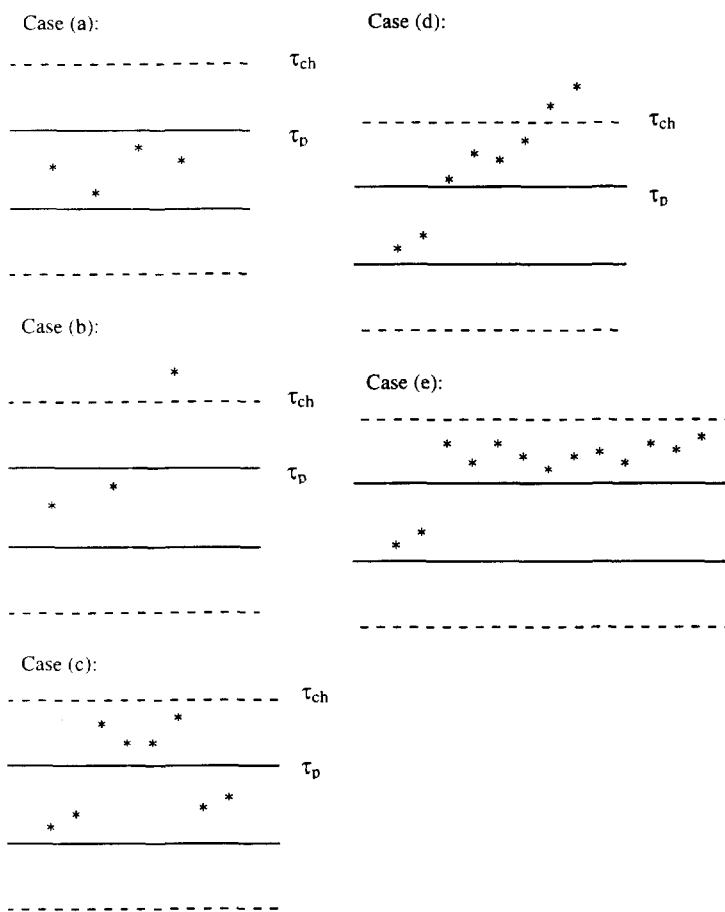 Case (a):
τch
τp
Case (b):
τch
τp
Case (c):
τch
τp
Case (d):
τch
τp
Case (e):